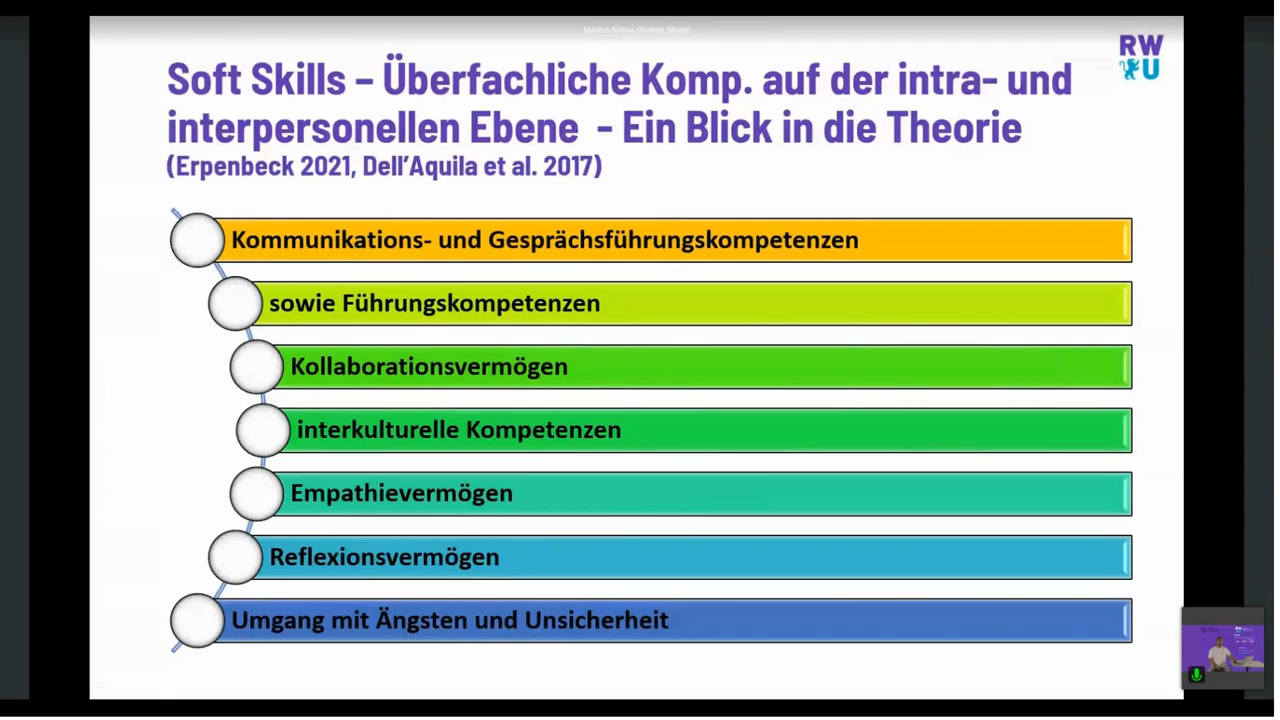 RW
U
Soft Skills – Überfachliche Komp. auf der intra- und
interpersonellen Ebene - Ein Blick in die Theorie
(Erpenbeck 2021, Dell’Aquila et al. 2017)
Kommunikations- und Gesprächsführungskompetenzen
sowie Führungskompetenzen
Kollaborationsvermögen
interkulturelle Kompetenzen
Empathievermögen
Reflexionsvermögen
Umgang mit Ängsten und Unsicherheit